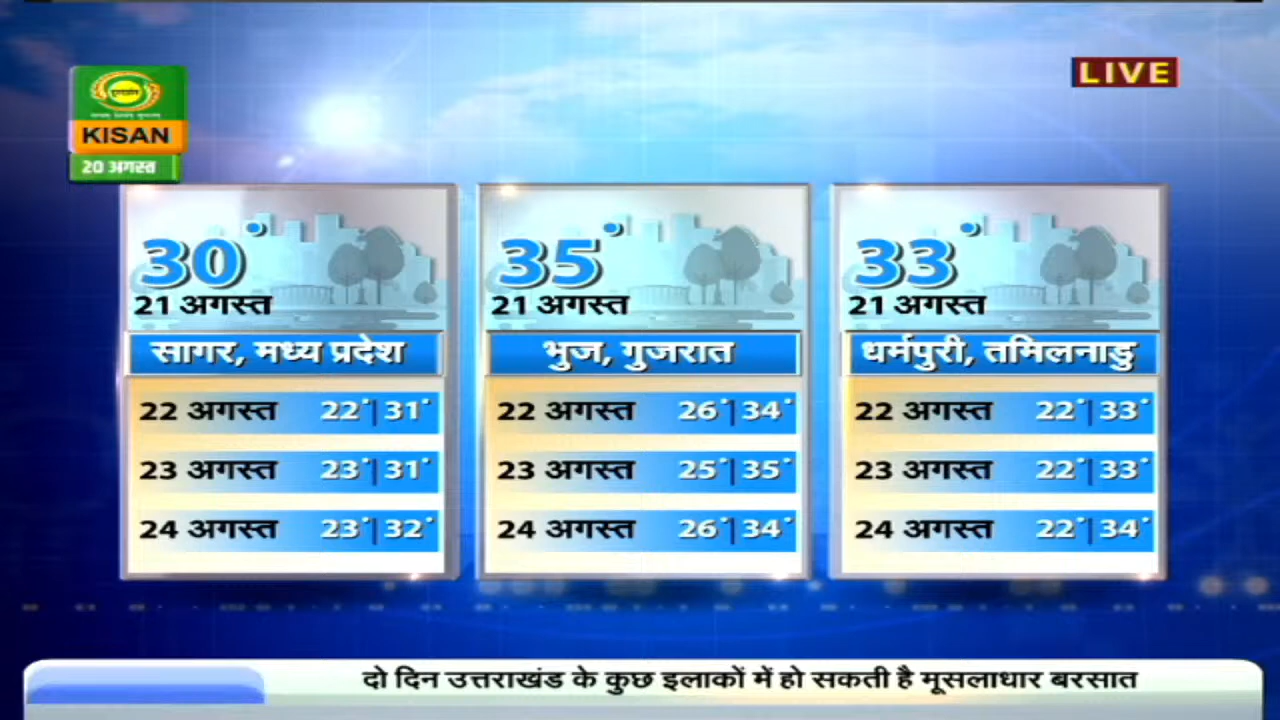 LIVE
KISAN
20 अगस्त
30°
21 अगस्त
सागर, मध्य प्रदेश
22 अगस्त 22°|31°
23 अगस्त 23°|31°
24 अगस्त 23°|32°
35°
21 अगस्त
भुज, गुजरात
22 अगस्त 26°|34°
23 अगस्त 25°|35°
24 अगस्त 26°|34°
33°
21 अगस्त
धर्मपुरी, तमिलनाडु
22 अगस्त 22°|33°
23 अगस्त 22°|33°
24 अगस्त 22°|34°
दो दिन उत्तराखंड के कुछ इलाकों में हो सकती है मूसलाधार बरसात